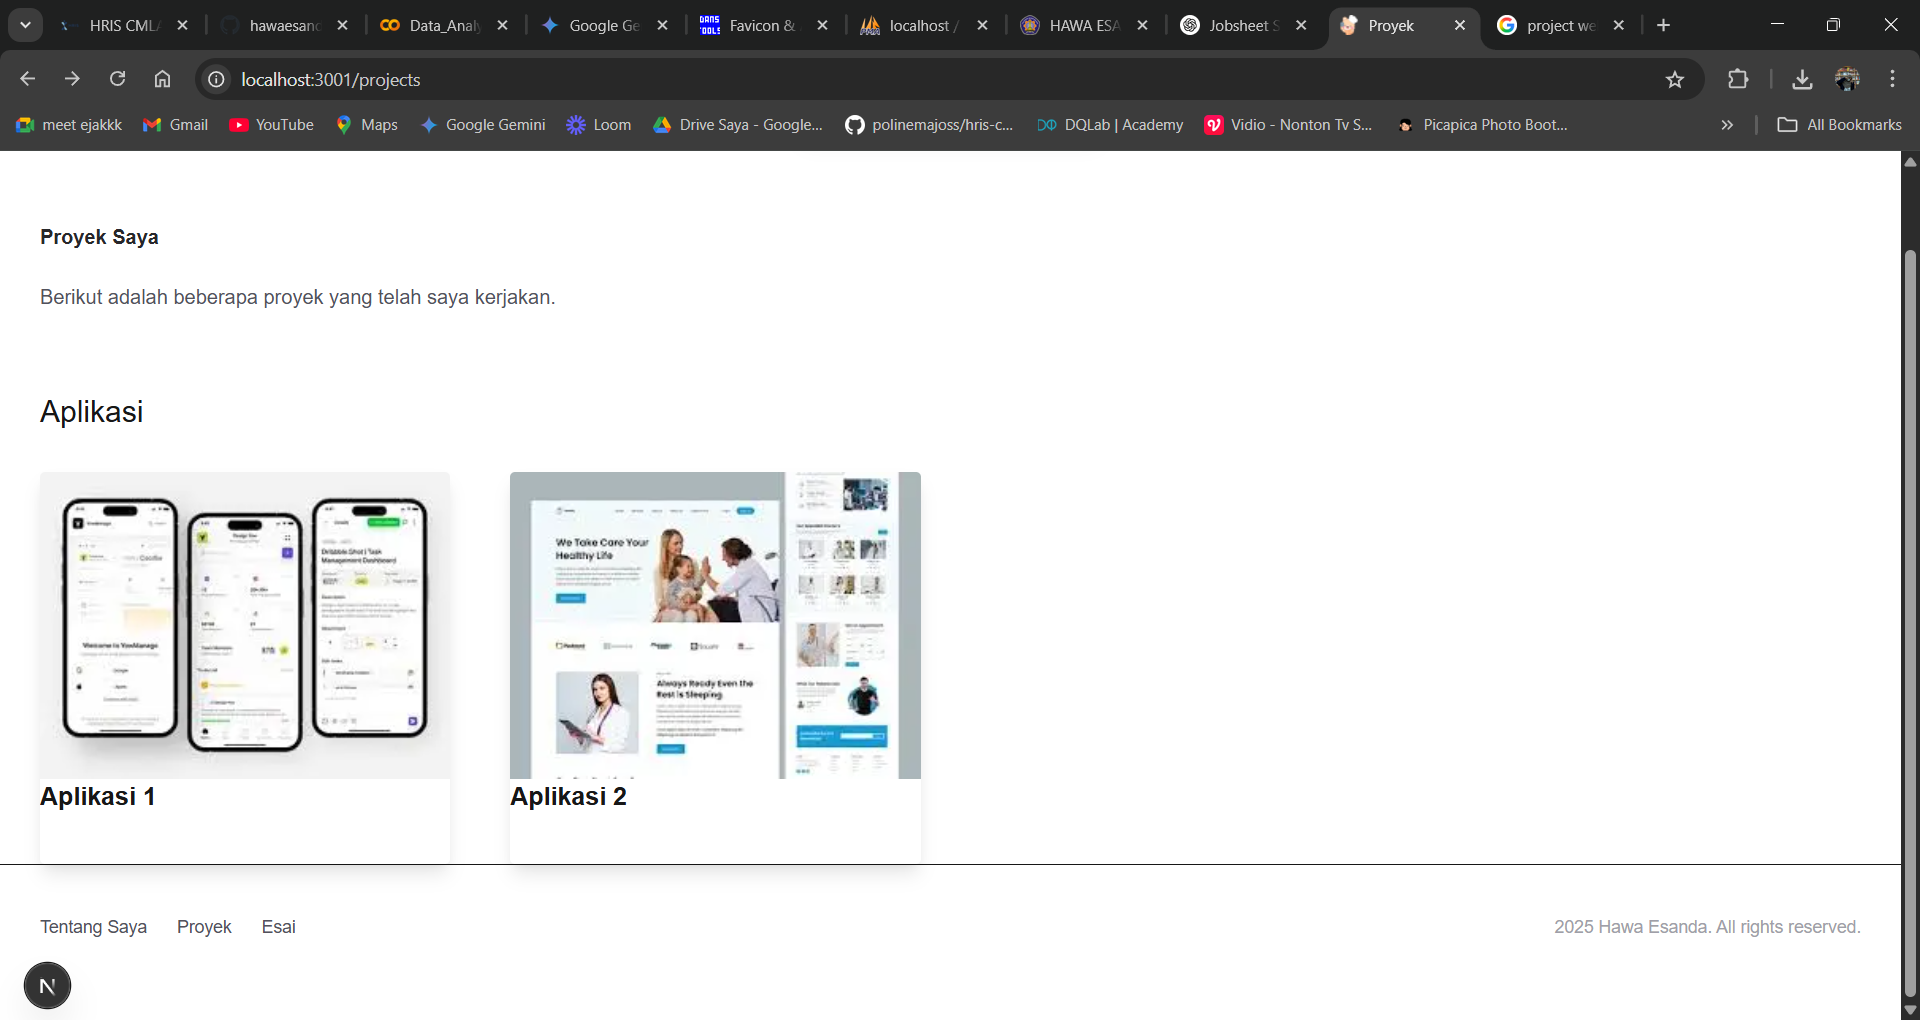 HRIS CMLA
hawaesand
Data_Analy
Google Ge
Favicon &
localhost /
HAWA ESA
Jobsheet S
Proyek
project we
localhost:3001/projects
meet ejakkk
Gmail
YouTube
Maps
Google Gemini
Loom
Drive Saya - Google...
polinemajoss/hris-c...
DQLab | Academy
Vidio - Nonton Tv S...
Picapica Photo Boot...
All Bookmarks
Proyek Saya
Berikut adalah beberapa proyek yang telah saya kerjakan.
Aplikasi
We Take Care Your
Healthy Life
Always Ready Even the
Rest is Sleeping
Aplikasi 1
Aplikasi 2
Tentang Saya
Proyek
Esai
2025 Hawa Esanda. All rights reserved.
N